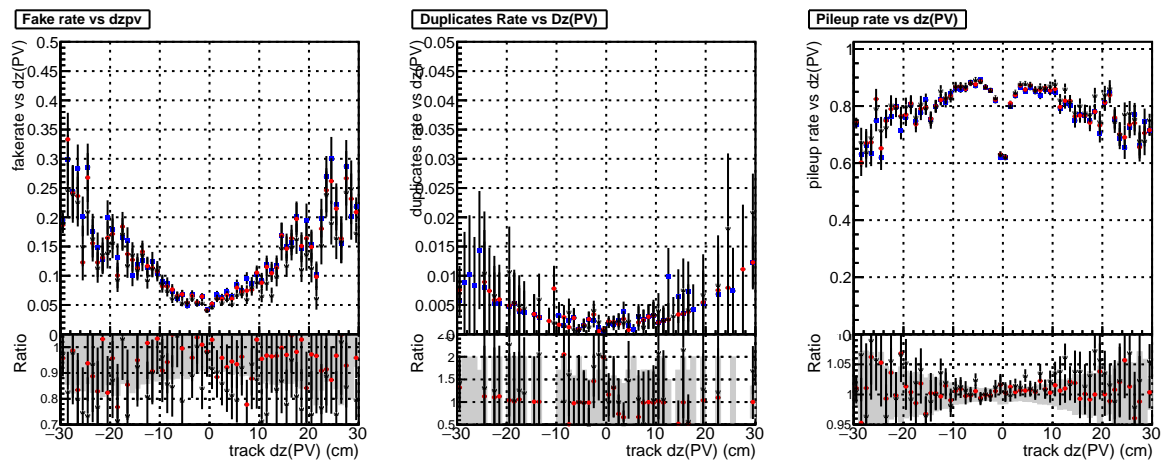 Fake rate vs dzpv
fakerate vs dz(PV)
0.5
0.45
0.4
0.35
0.3
0.25
0.2
0.15
0.1
0.05
0
Ratio
0.9
0.8
0.7
−30 −20 −10 0 10 20 30
track dz(PV) (cm)
Duplicates Rate vs Dz(PV)
duplicates rate vs dz(PV)
0.05
0.045
0.04
0.035
0.03
0.025
0.02
0.015
0.01
0.005
0
Ratio
2
1.5
1
0.5
−30 −20 −10 0 10 20 30
track dz(PV) (cm)
Pileup rate vs dz(PV)
pileup rate vs dz(PV)
1
0.8
0.6
0.4
0.2
0
Ratio
1.05
1
0.95
−30 −20 −10 0 10 20 30
track dz(PV) (cm)